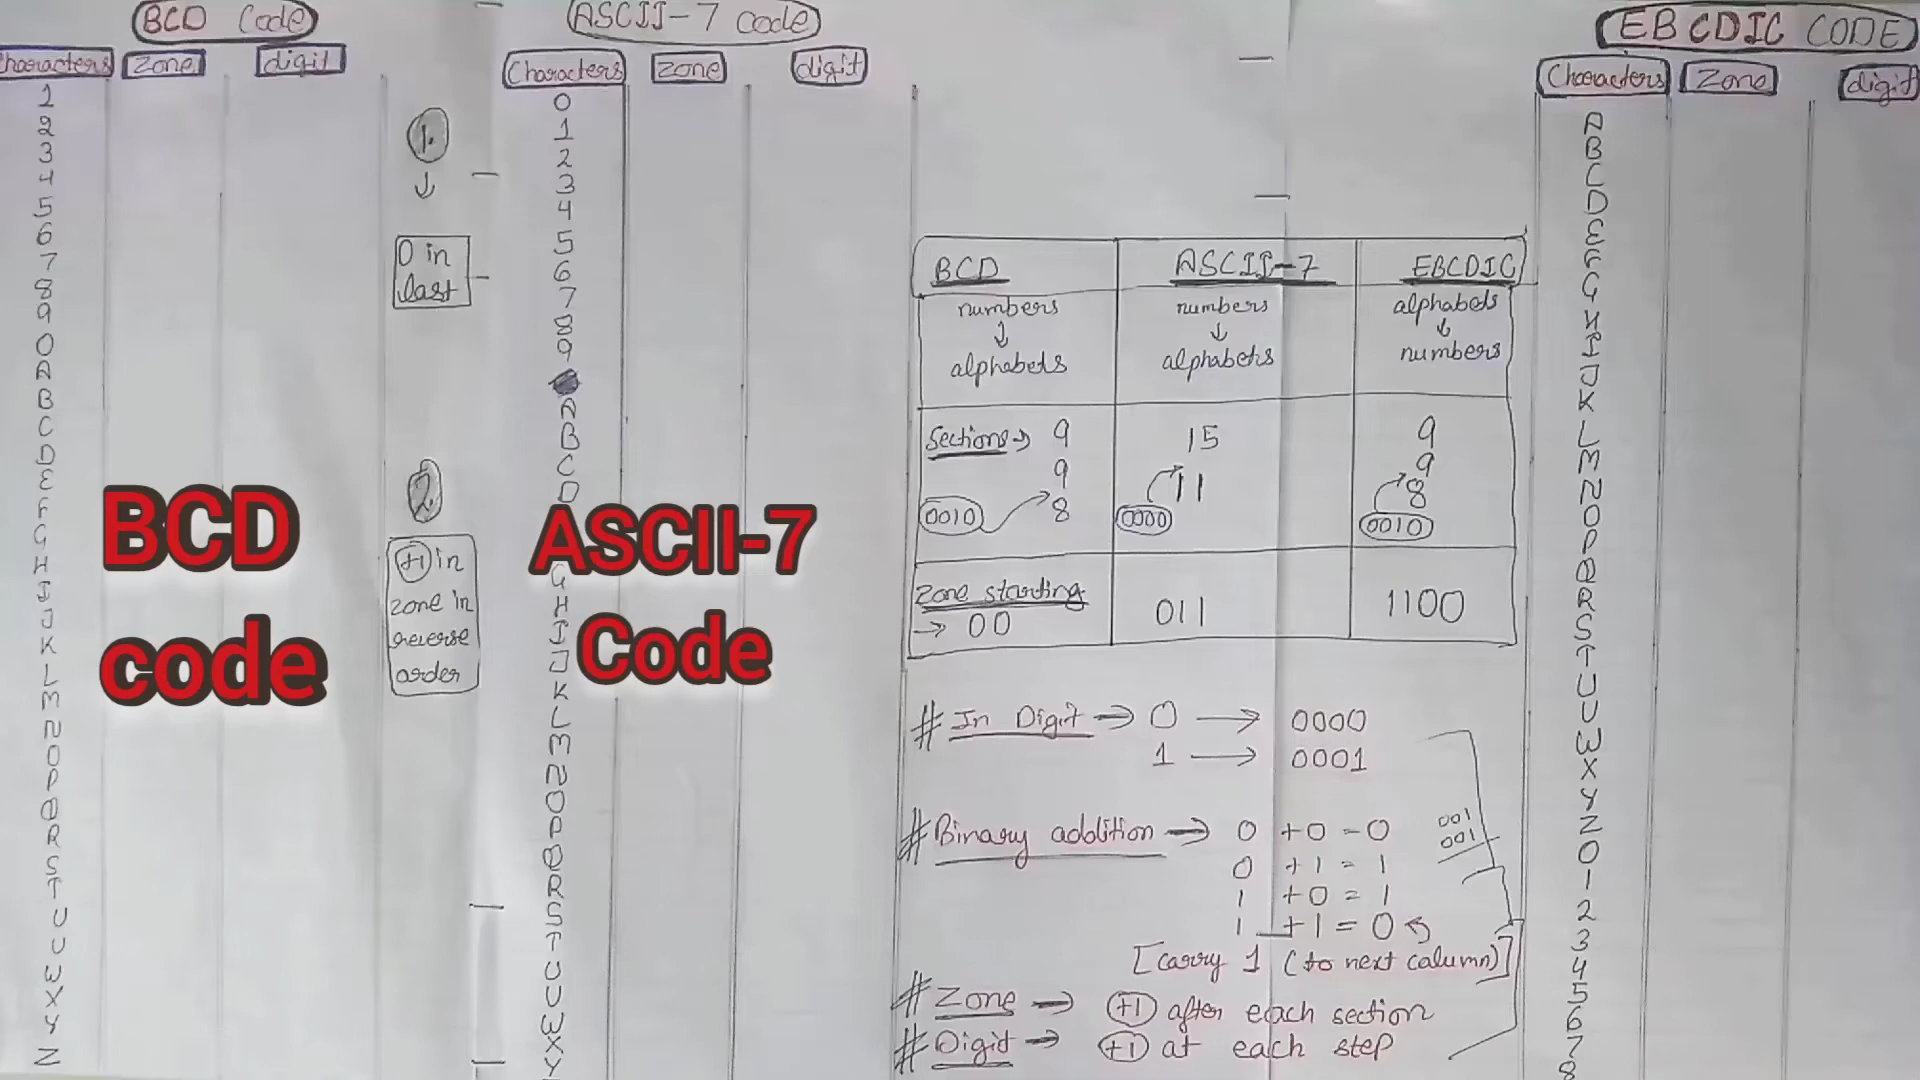 BCD Code
Characters Zone digit
1
2
3
4
5
6
7
8
9
0
A
B
C
D
E
F
G
H
I
J
K
L
M
N
O
P
Q
R
S
T
U
U
W
X
Y
Z
BCD
code
1.
0 in
last
2.
+1 in
zone in
reverse
order
ASCII-7 Code
Characters Zone digit
0
1
2
3
4
5
6
7
8
9
A
B
C
D
G
H
I
J
K
L
M
N
O
P
Q
R
S
T
U
U
W
X
Y
ASCII-7
Code
BCD ASCII-7 EBCDIC
numbers numbers alphabets
↓ ↓ ↓
alphabets alphabets numbers
Sections → 9 15 9
9 11 9
0010 8 0000 8
0010
Zone starting
→ 00 011 1100
# In Digit → 0 → 0000
1 → 0001
# Binary addition → 0 + 0 = 0
0 + 1 = 1
1 + 0 = 1
1 + 1 = 0
[Carry 1 (to next calumn)]
001
001
# Zone → +1 after each section
# Digit → +1 at each step
EBCDIC CODE
Characters Zone digit
A
B
C
D
E
F
G
H
I
J
K
L
M
N
O
P
Q
R
S
T
U
U
W
X
Y
Z
0
1
2
3
4
5
6
7
8